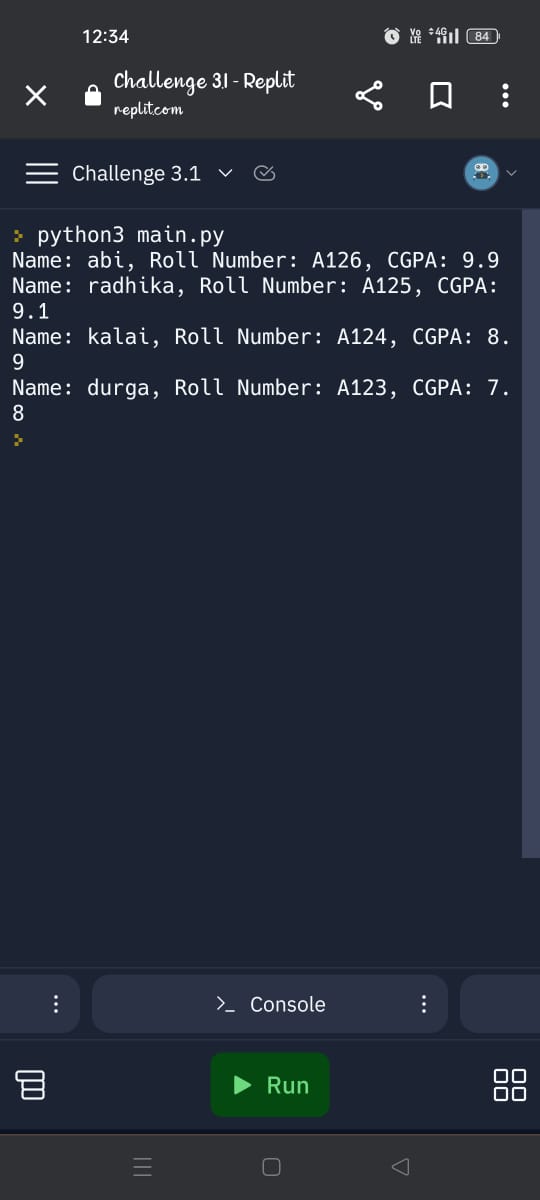 12:34
Vo
LTE
4G
84
Challenge 3.1 - Replit
replit.com
Challenge 3.1
python3 main.py
Name: abi, Roll Number: A126, CGPA: 9.9
Name: radhika, Roll Number: A125, CGPA:
9.1
Name: kalai, Roll Number: A124, CGPA: 8.
9
Name: durga, Roll Number: A123, CGPA: 7.
8
>_ Console
Run